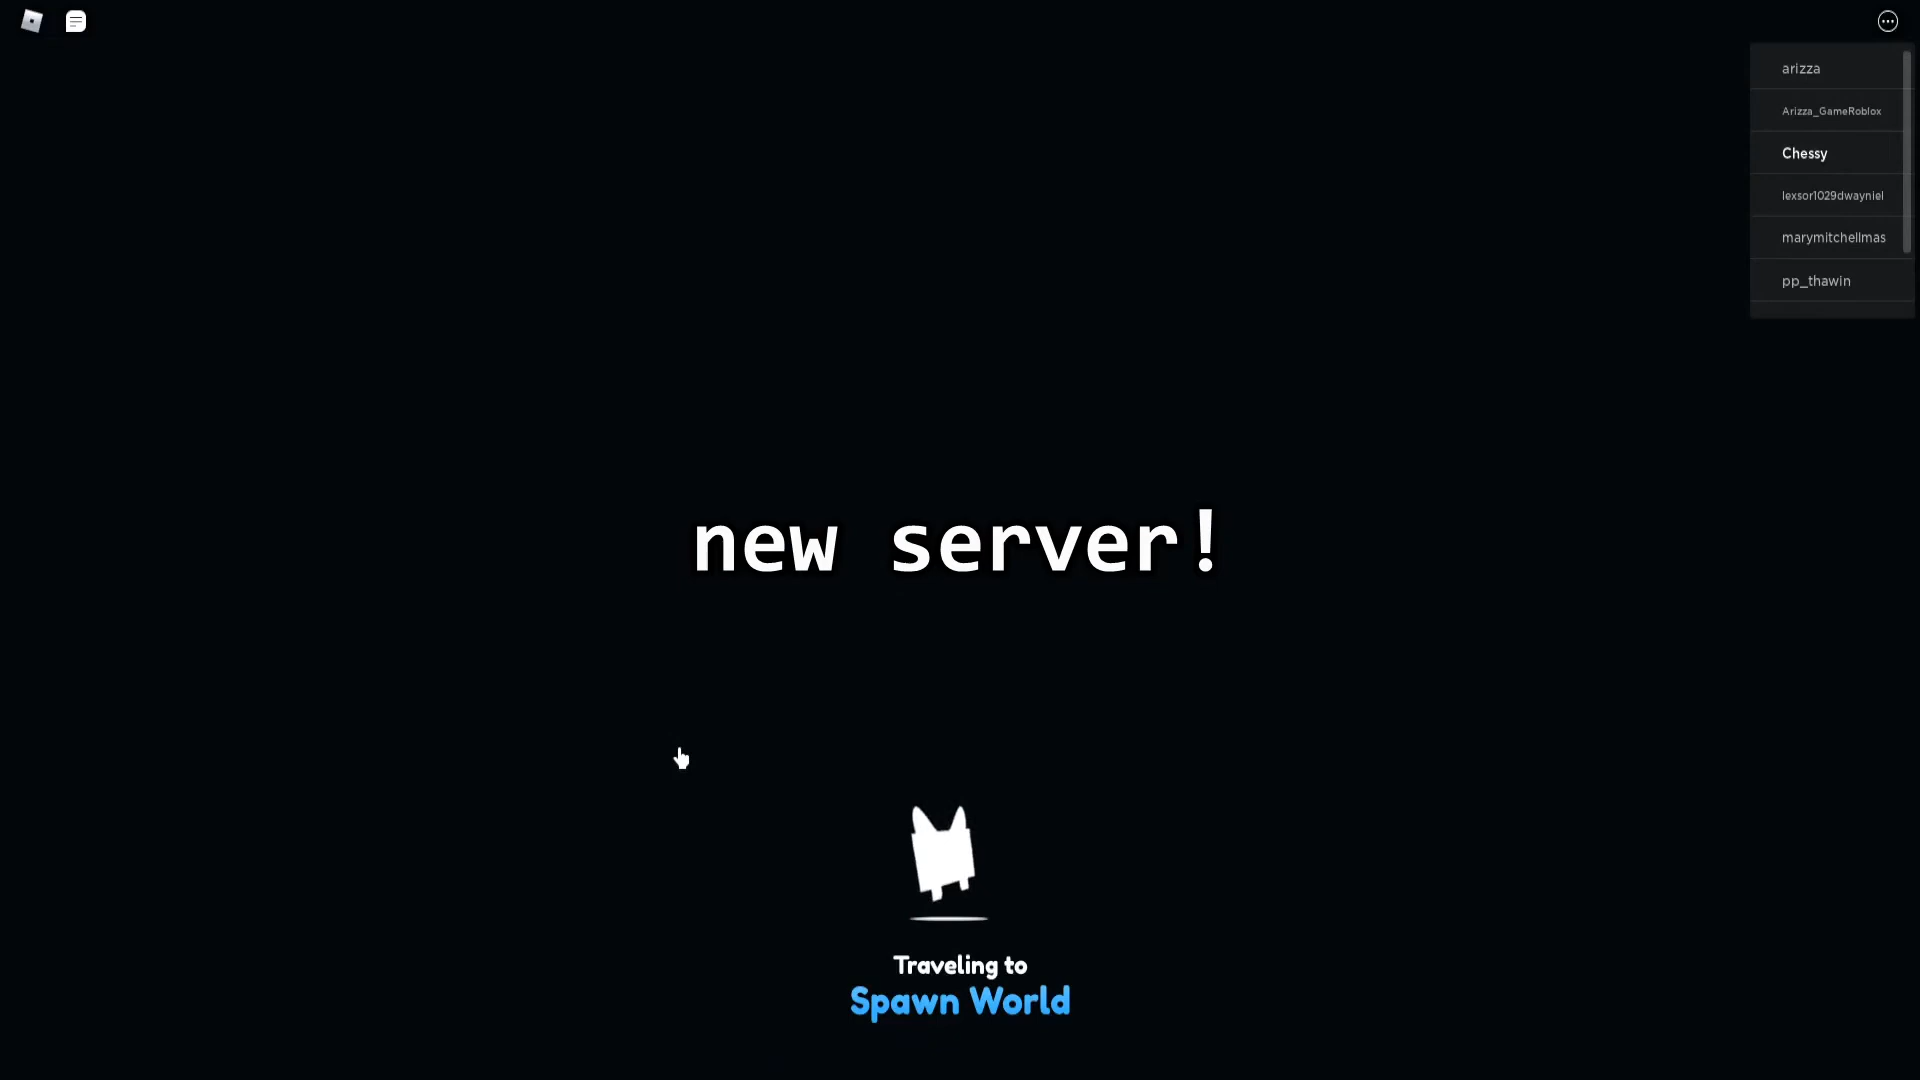 arizza
Arizza_GameRoblox
Chessy
lexsor1029dwayniel
marymitchellmas
pp_thawin
new server!
Traveling to
Spawn World